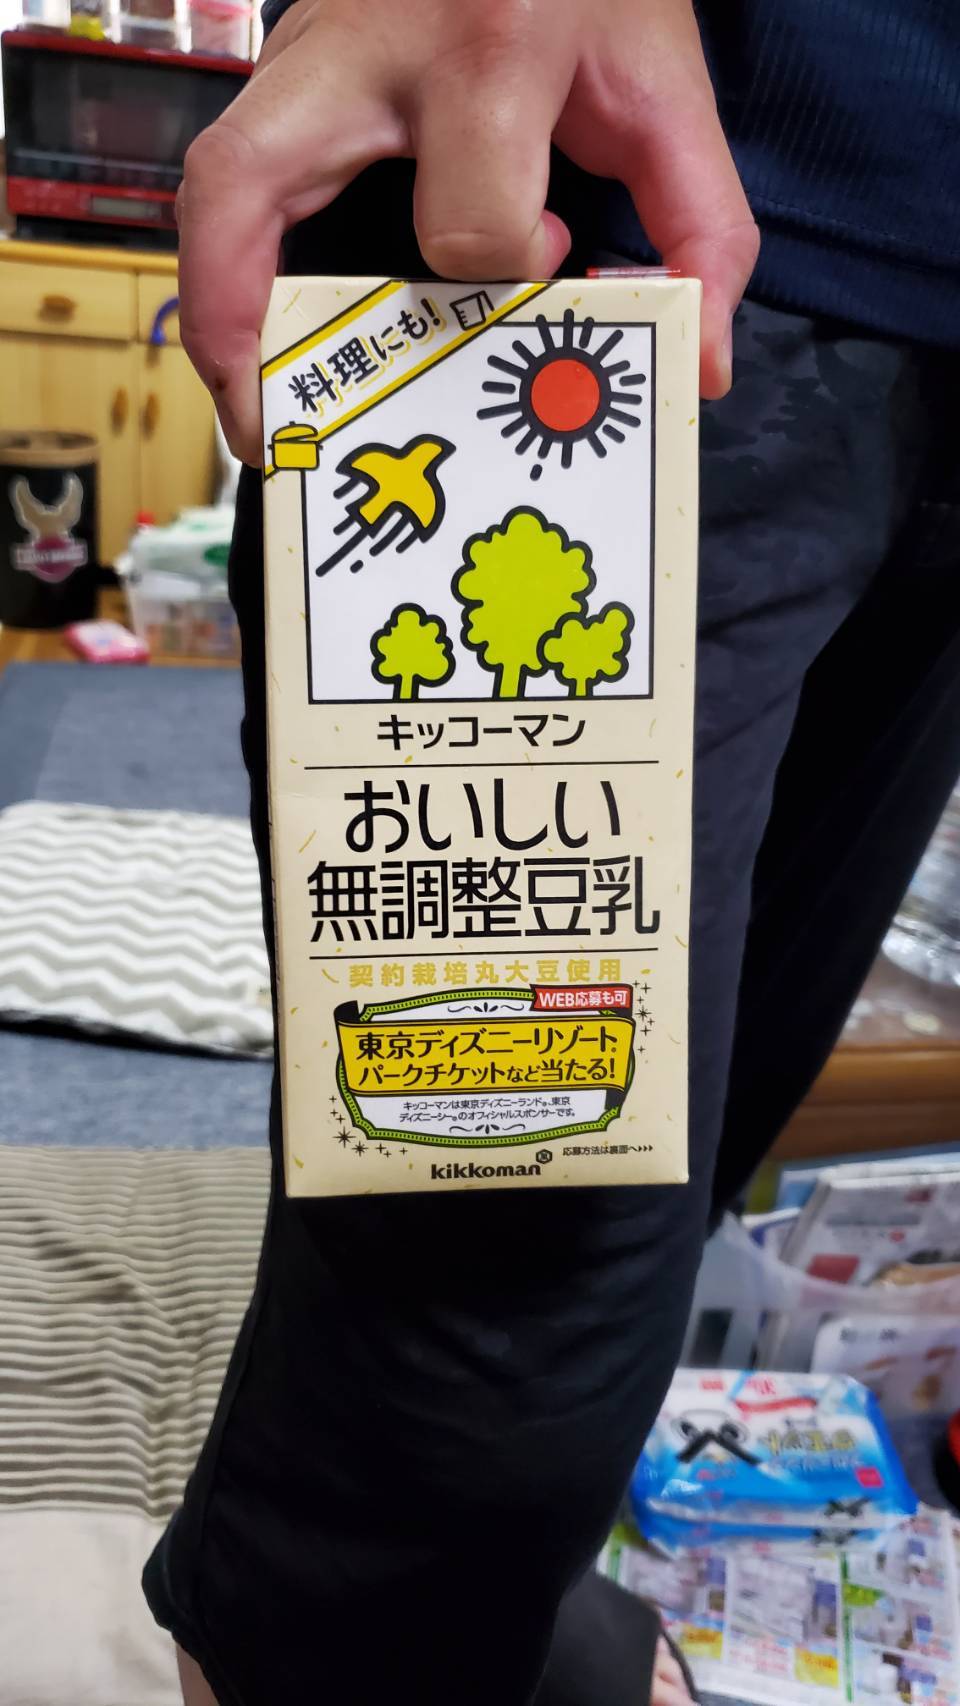 料理にも!
キッコーマン
おいしい
無調整豆乳
契約栽培丸大豆使用
WEB応募も可
東京ディズニーリゾート®
パークチケットなど当たる!
キッコーマンは東京ディズニーランド®、東京
ディズニーシー®のオフィシャルスポンサーです。
応募方法は裏面へ›››
kikkoman